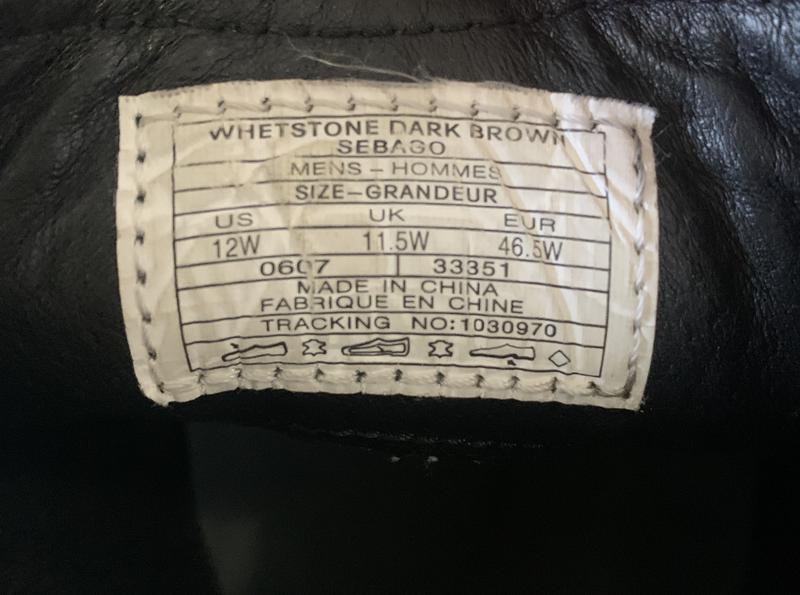 WHETSTONE DARK BROWN
SEBAGO
MENS – HOMMES
SIZE–GRANDEUR
US UK EUR
12W 11.5W 46.5W
0607 33351
MADE IN CHINA
FABRIQUE EN CHINE
TRACKING NO:1030970